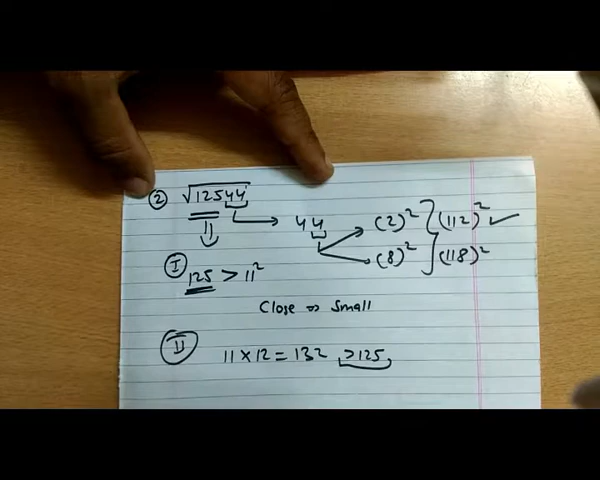 ② √12544
44 (2)² (112)² ✓
(8)² (118)²
Ⅰ 125 > 11²
Close ⇒ Small
Ⅱ 11 × 12 = 132 >125